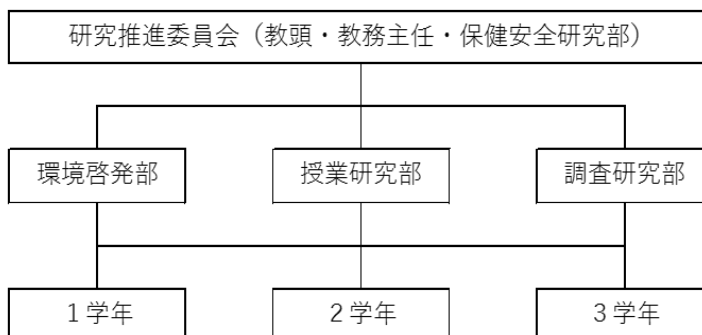 研究推進委員会（教頭・教務主任・保健安全研究部）
環境啓発部
授業研究部
調査研究部
1学年
2学年
3学年